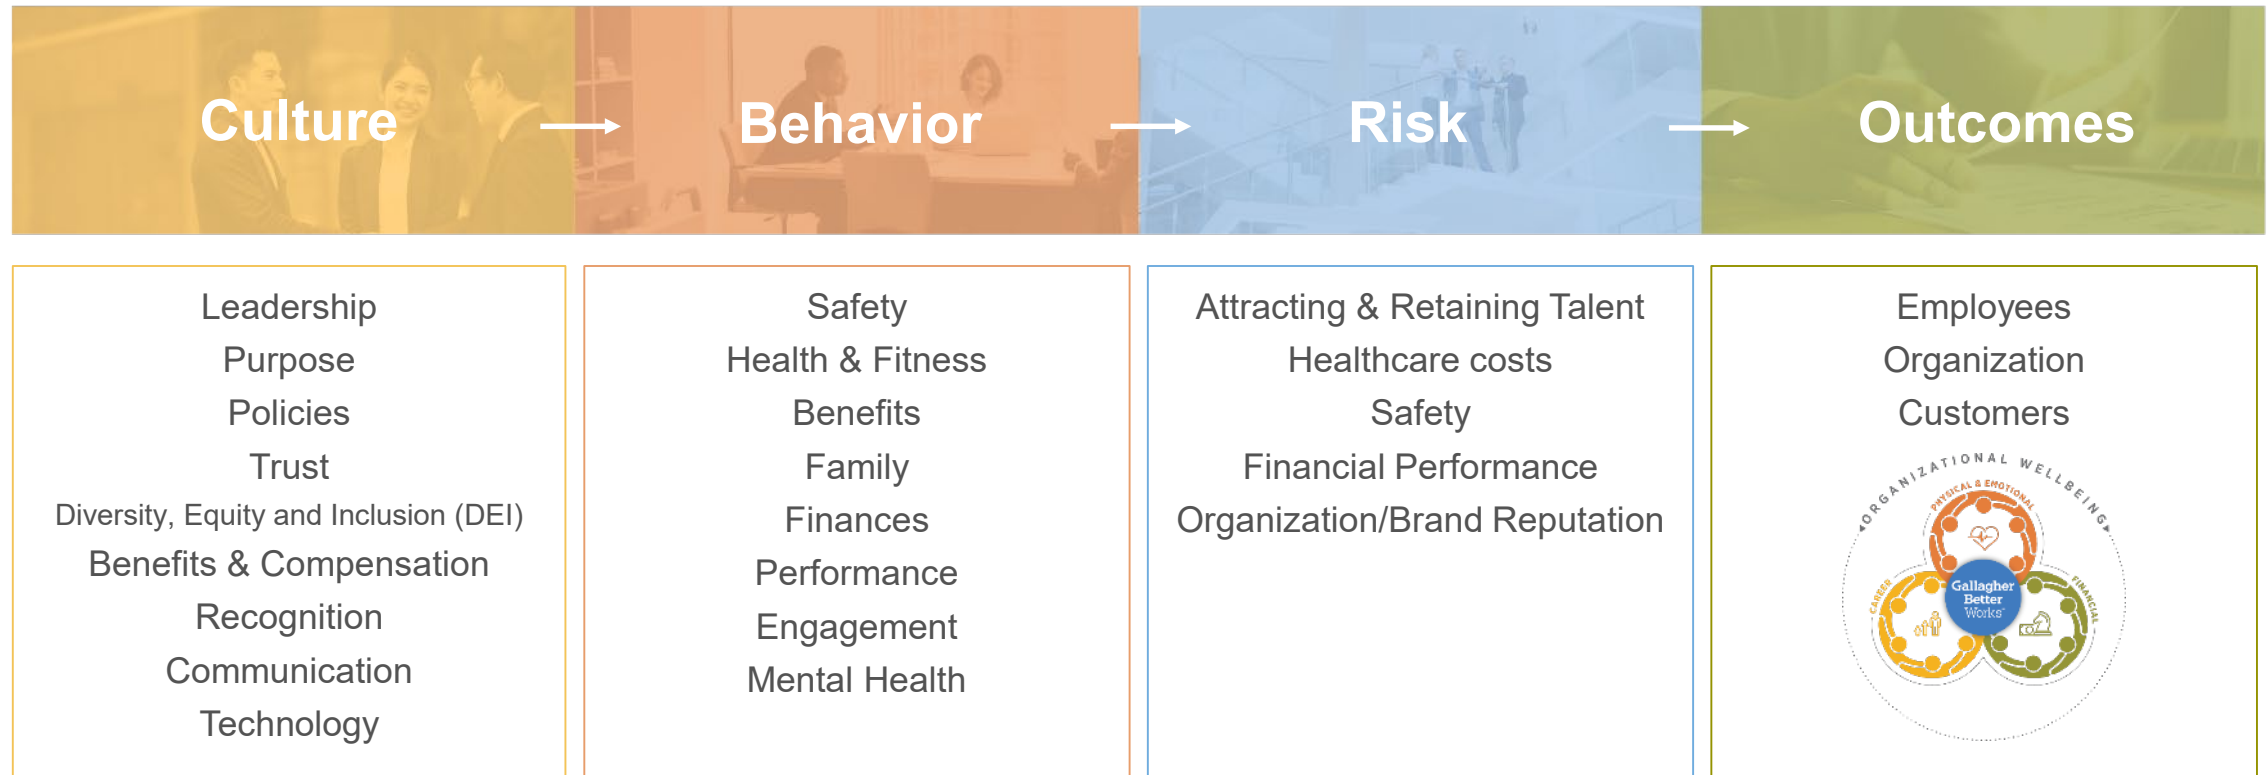 Culture
Behavior
Risk
Outcomes
Leadership
Purpose
Policies
Trust
Diversity, Equity and Inclusion (DEI)
Benefits & Compensation
Recognition
Communication
Technology
Safety
Health & Fitness
Benefits
Family
Finances
Performance
Engagement
Mental Health
Attracting & Retaining Talent
Healthcare costs
Safety
Financial Performance
Organization/Brand Reputation
Employees
Organization
Customers
ORGANIZATIONAL WELLBEING
PHYSICAL & EMOTIONAL
CAREER
FINANCIAL
Gallagher
Better
Works℠